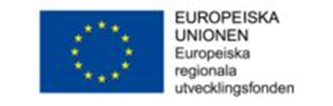 EUROPEISKA
UNIONEN
Europeiska
regionala
utvecklingsfonden